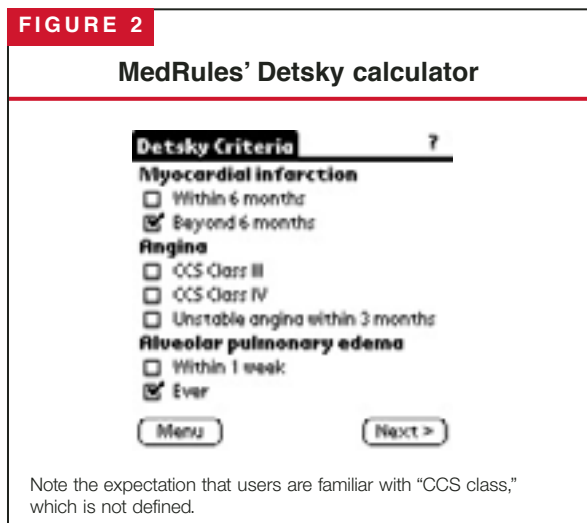 FIGURE 2
MedRules’ Detsky calculator
Detsky Criteria ?
Myocardial infarction
Within 6 months
Beyond 6 months
Angina
CCS Class III
CCS Class IV
Unstable angina within 3 months
Alveolar pulmonary edema
Within 1 week
Ever
Menu Next >
Note the expectation that users are familiar with “CCS class,”
which is not defined.